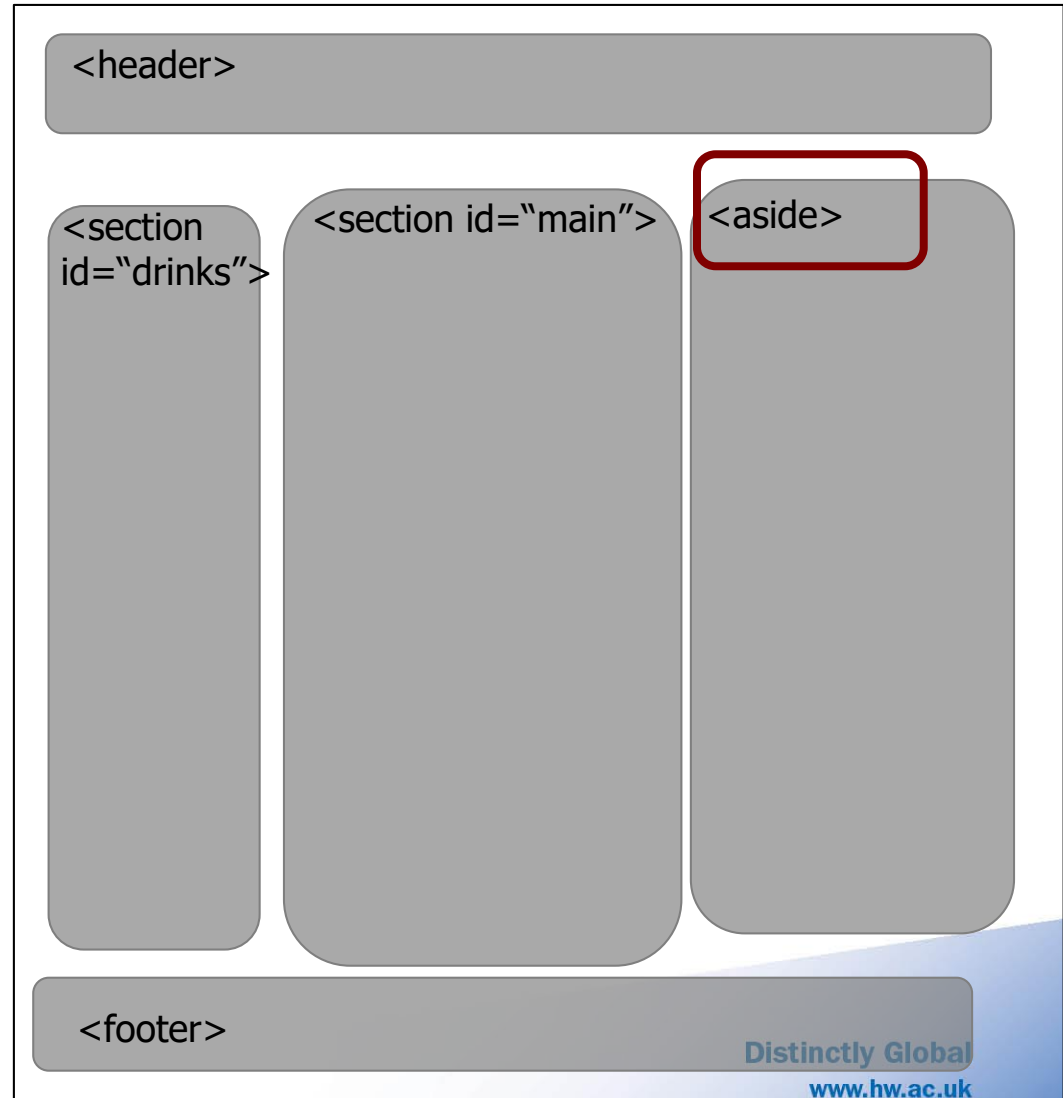 <header>
<section
id=“drinks”>
<section id=“main”>
<aside>
<footer>
Distinctly Global
www.hw.ac.uk